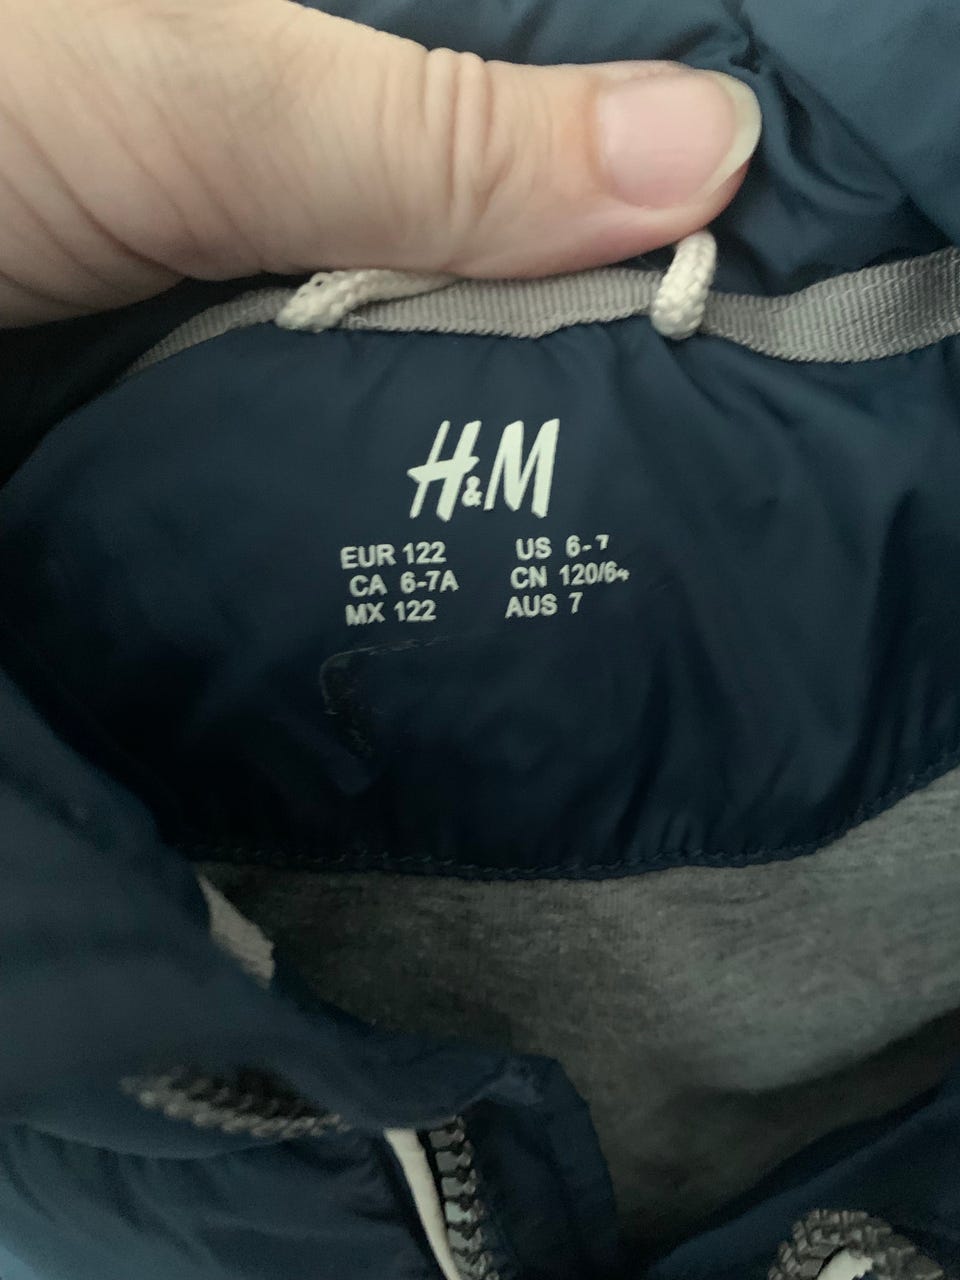 H&M
EUR 122 US 6-7
CA 6-7A CN 120/64
MX 122 AUS 7